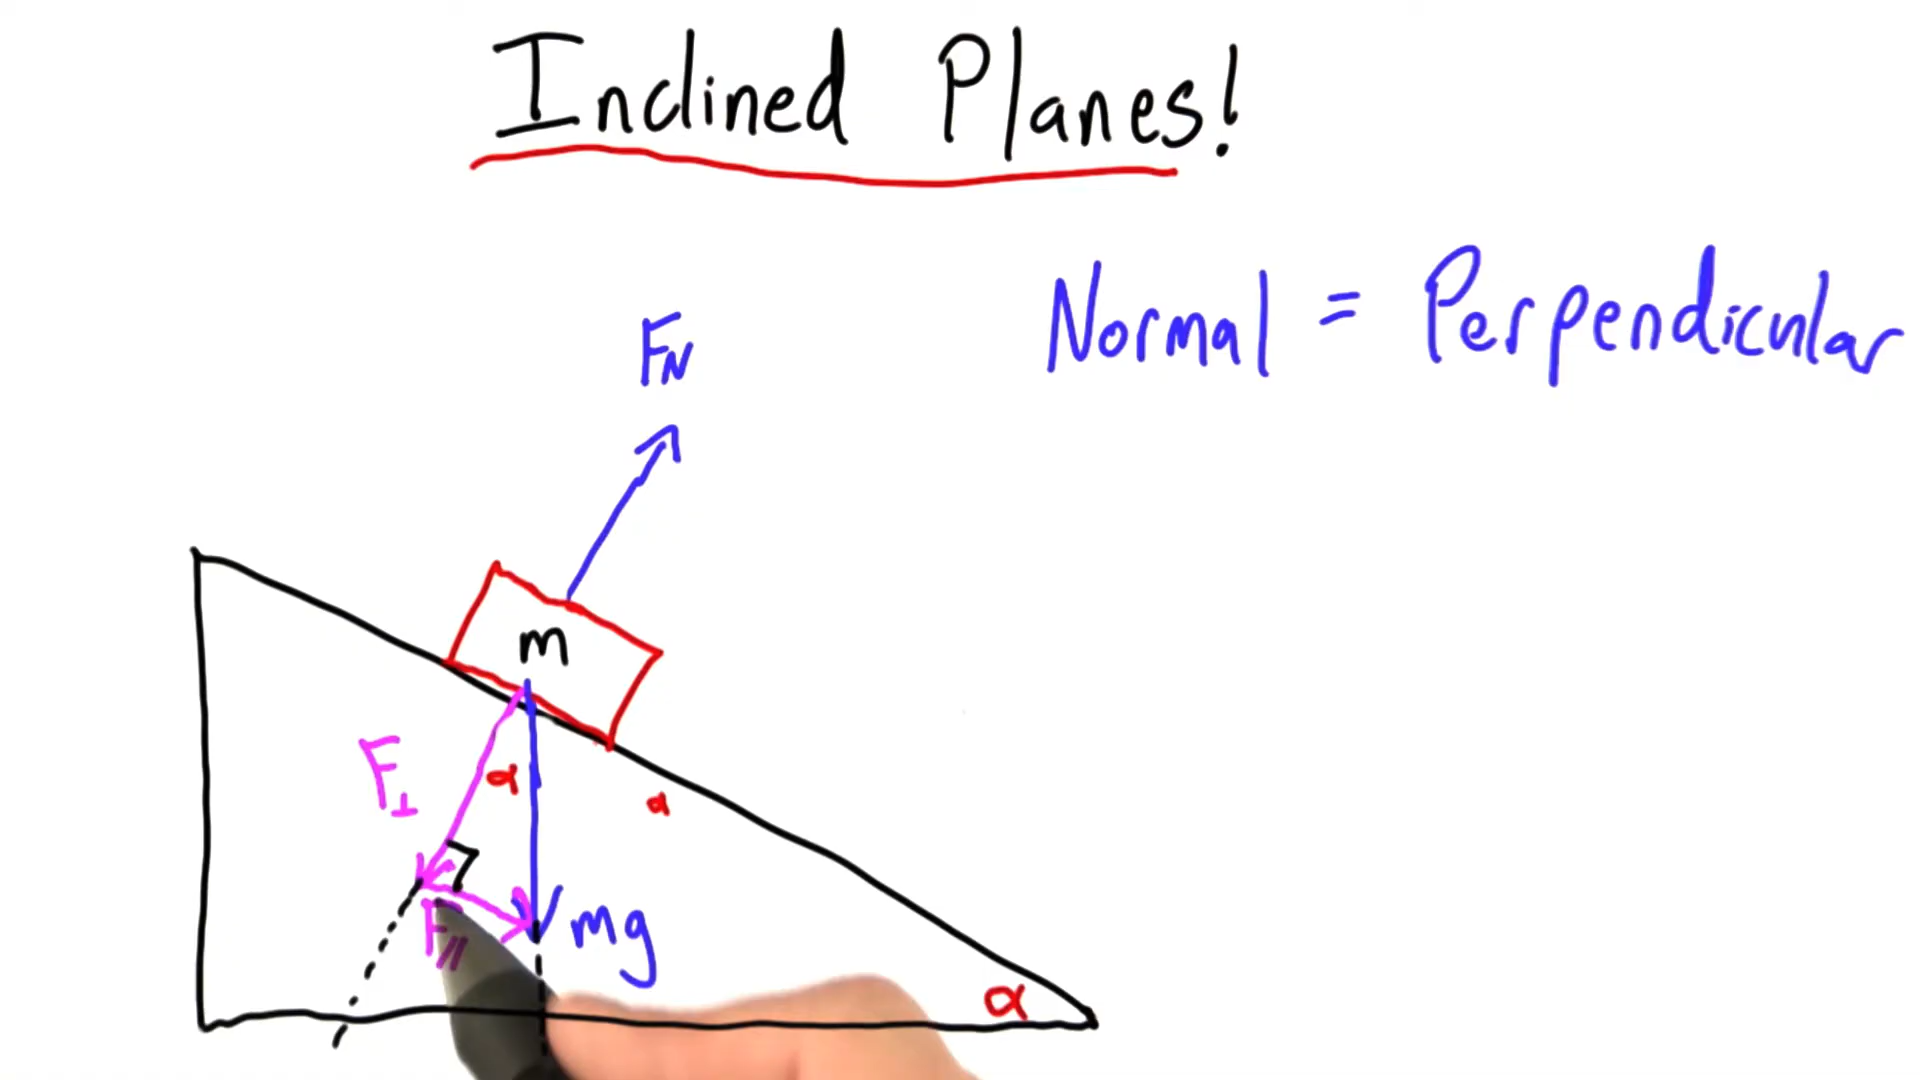 Inclined Planes!
Normal = Perpendicular
F_N
m
F⊥
α
α
F∥
mg
α